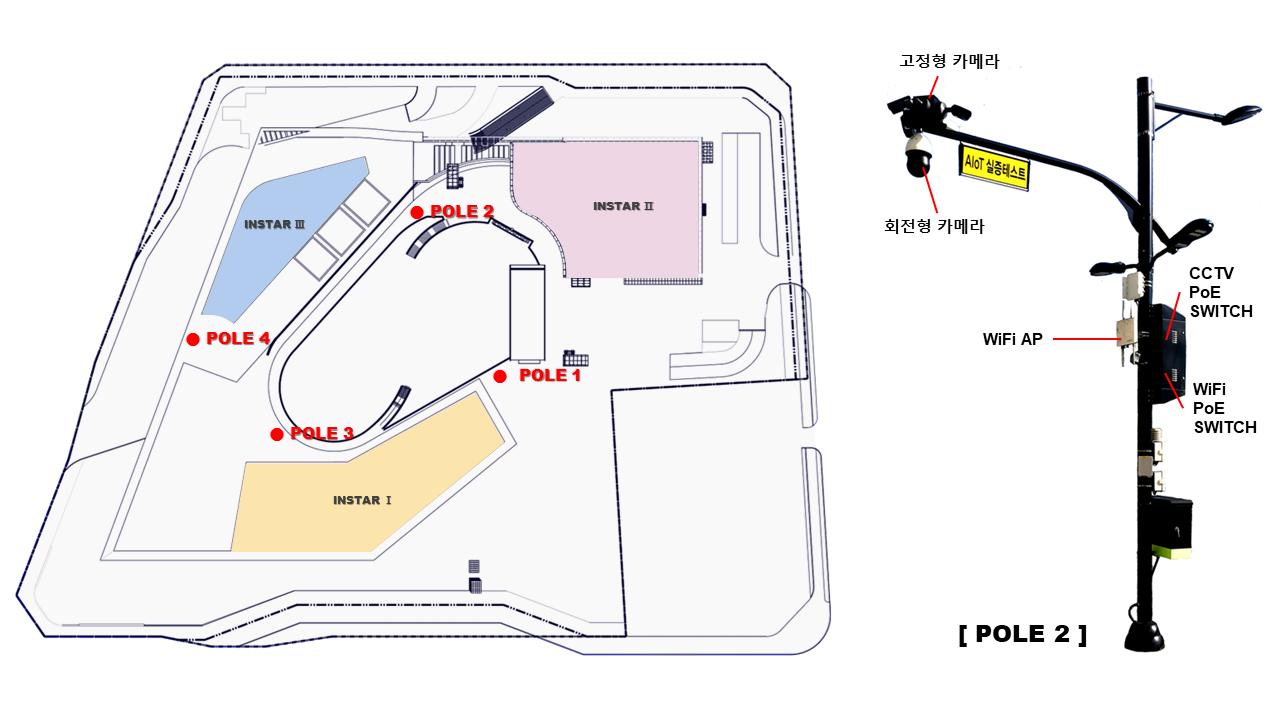 INSTAR Ⅲ
INSTAR Ⅱ
POLE 2
POLE 4
POLE 1
POLE 3
INSTAR Ⅰ
고정형 카메라
AIoT 실증테스트
회전형 카메라
CCTV
PoE
SWITCH
WiFi AP
WiFi
PoE
SWITCH
[ POLE 2 ]